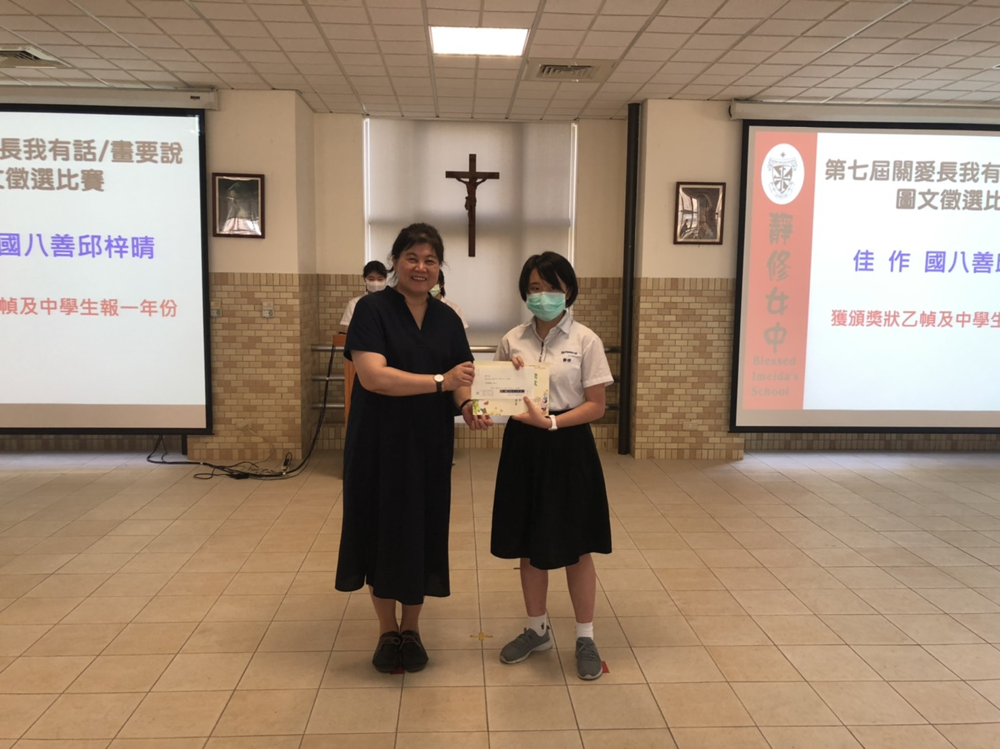 長我有話/畫要說
文徵選比賽
國八善邱梓晴
幀及中學生報一年份
第七屆關愛長我有
圖文徵選比
佳 作 國八善邱
獲頒獎狀乙幀及中學生
靜修女中
Blessed
Imelda's
School
獎狀